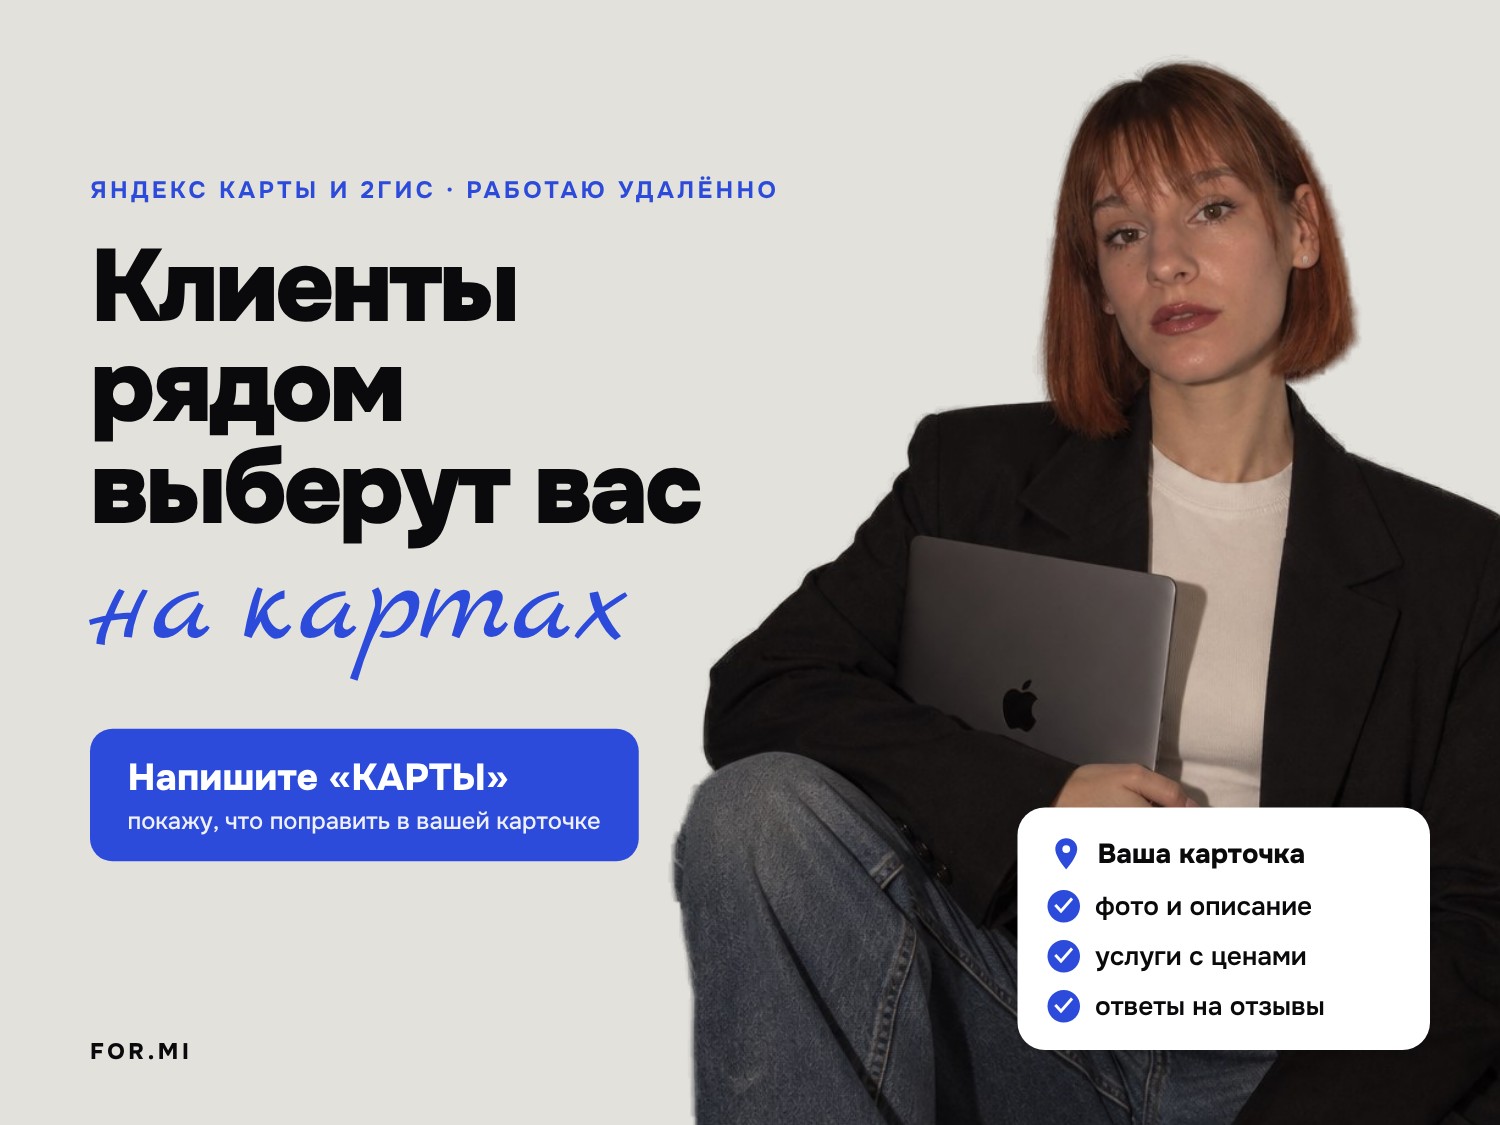 ЯНДЕКС КАРТЫ И 2ГИС · РАБОТАЮ УДАЛЁННО
Клиенты
рядом
выберут вас
на картах
Напишите «КАРТЫ»
покажу, что поправить в вашей карточке
Ваша карточка
фото и описание
услуги с ценами
ответы на отзывы
FOR.MI